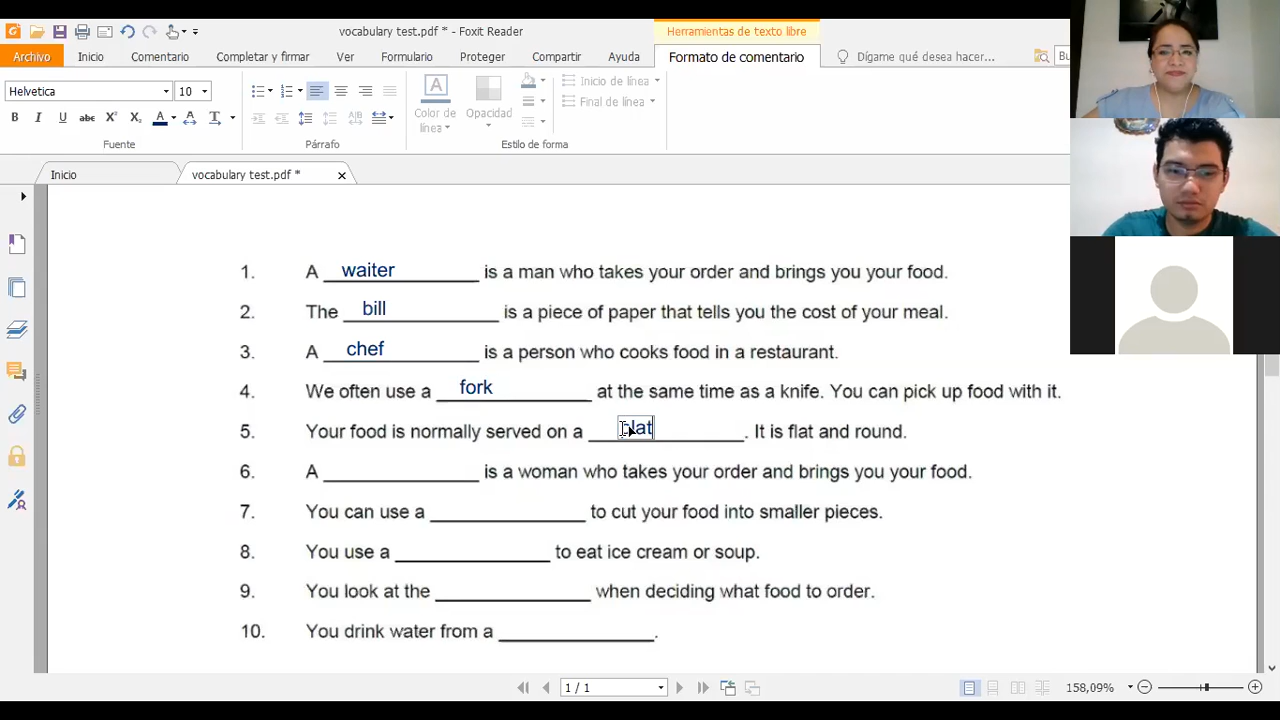 vocabulary test.pdf * - Foxit Reader
Herramientas de texto libre
Archivo Inicio Comentario Completar y firmar Ver Formulario Proteger Compartir Ayuda Formato de comentario Dígame qué desea hacer...
Helvetica 10
Color de línea
Opacidad
Inicio de línea
Final de línea
Fuente Párrafo Estilo de forma
Inicio vocabulary test.pdf *
1. A waiter is a man who takes your order and brings you your food.
2. The bill is a piece of paper that tells you the cost of your meal.
3. A chef is a person who cooks food in a restaurant.
4. We often use a fork at the same time as a knife. You can pick up food with it.
5. Your food is normally served on a plat. It is flat and round.
6. A ______________ is a woman who takes your order and brings you your food.
7. You can use a ______________ to cut your food into smaller pieces.
8. You use a ______________ to eat ice cream or soup.
9. You look at the ______________ when deciding what food to order.
10. You drink water from a ______________.
1 / 1 158,09%